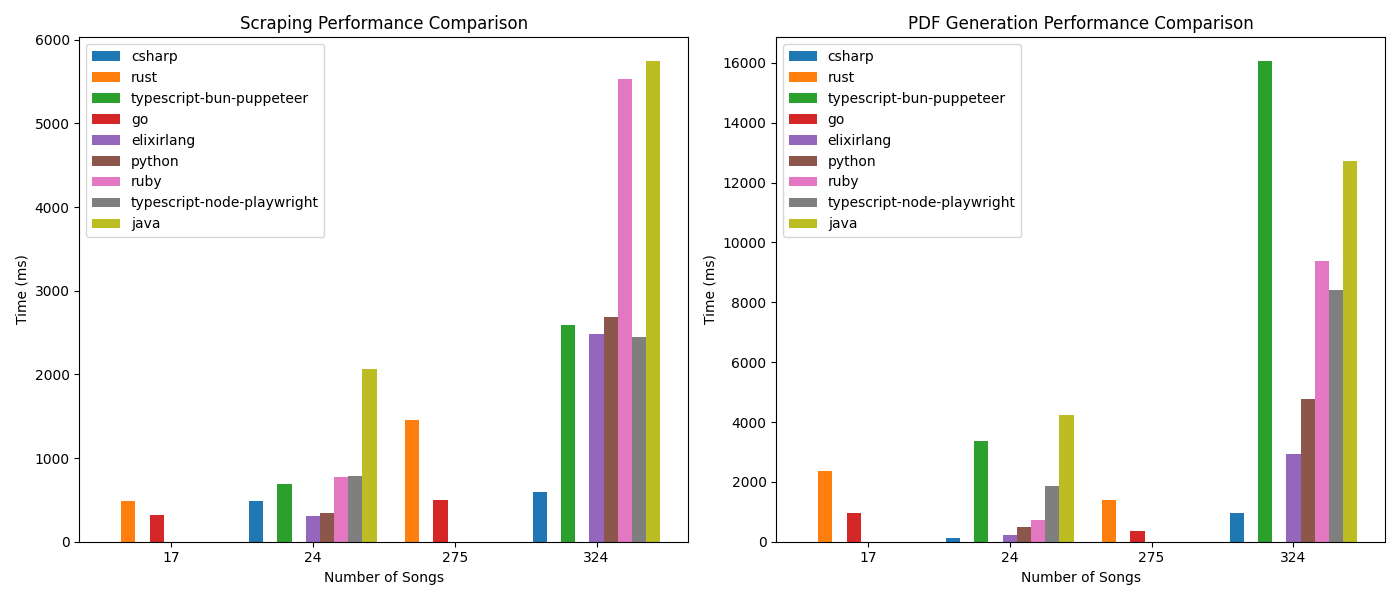 Scraping Performance Comparison
6000
5000
4000
3000
2000
1000
0
Time (ms)
csharp
rust
typescript-bun-puppeteer
go
elixirlang
python
ruby
typescript-node-playwright
java
17
24
275
324
Number of Songs
PDF Generation Performance Comparison
16000
14000
12000
10000
8000
6000
4000
2000
0
Time (ms)
csharp
rust
typescript-bun-puppeteer
go
elixirlang
python
ruby
typescript-node-playwright
java
17
24
275
324
Number of Songs